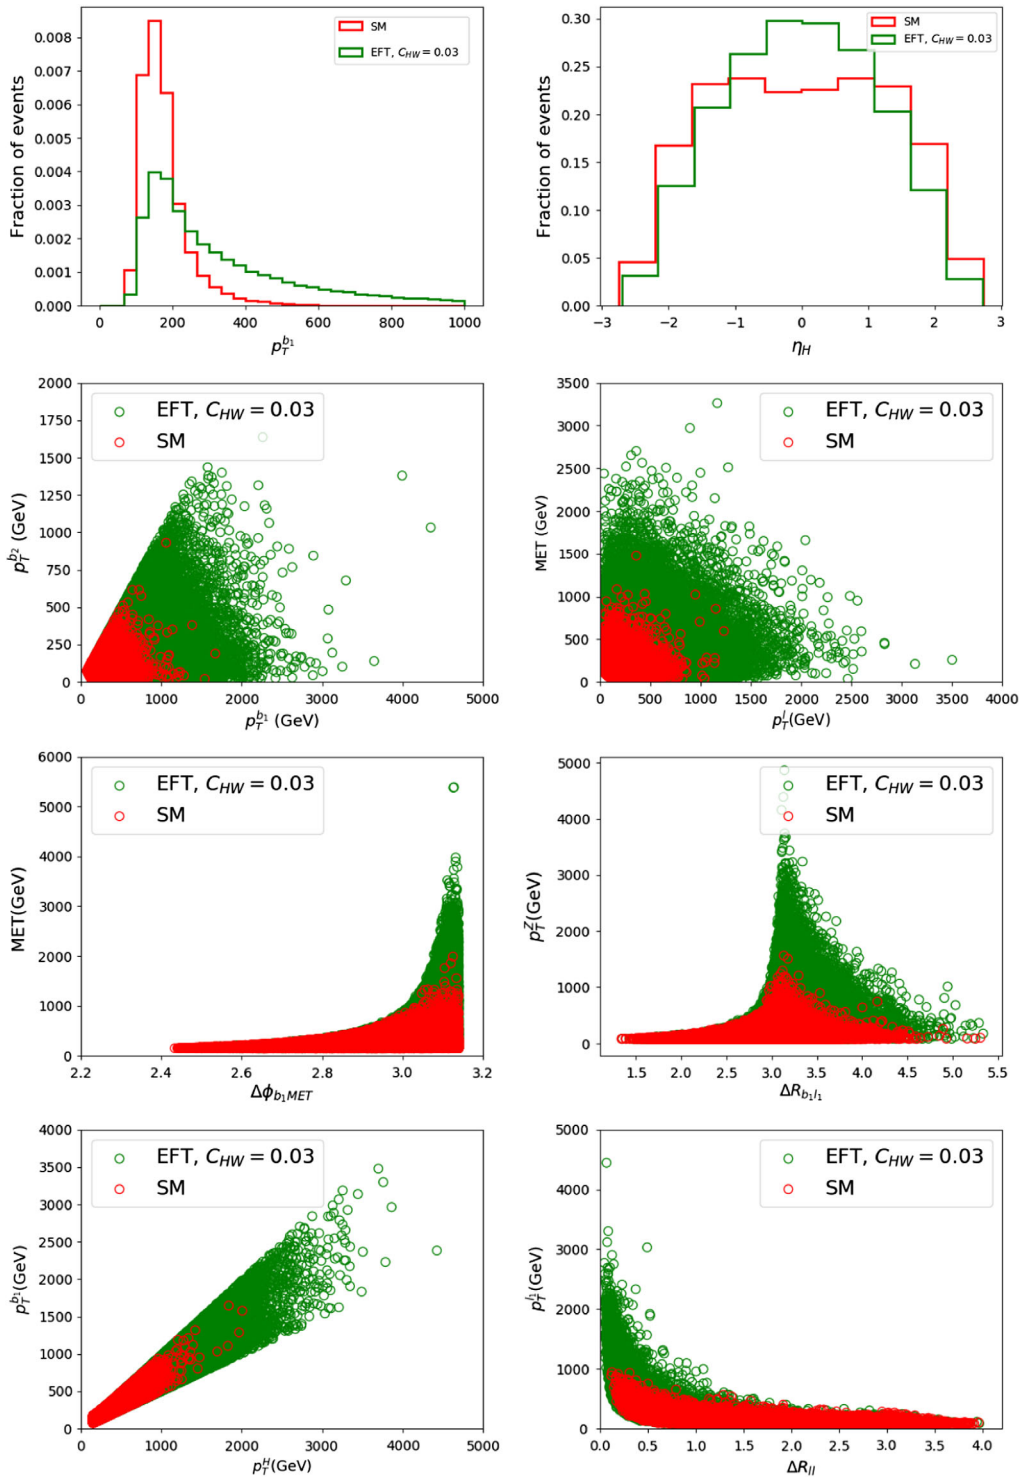 SM
EFT, C_HW = 0.03
Fraction of events
0.008
0.007
0.006
0.005
0.004
0.003
0.002
0.001
0.000
0 200 400 600 800 1000
p_T^{b_1}
SM
EFT, C_HW = 0.03
Fraction of events
0.30
0.25
0.20
0.15
0.10
0.05
0.00
−3 −2 −1 0 1 2 3
η_H
EFT, C_HW = 0.03
SM
p_T^{b_2} (GeV)
2000
1750
1500
1250
1000
750
500
250
0
0 1000 2000 3000 4000 5000
p_T^{b_1} (GeV)
EFT, C_HW = 0.03
SM
MET (GeV)
3500
3000
2500
2000
1500
1000
500
0
0 500 1000 1500 2000 2500 3000 3500 4000
p_T^l(GeV)
EFT, C_HW = 0.03
SM
MET(GeV)
6000
5000
4000
3000
2000
1000
0
2.2 2.4 2.6 2.8 3.0 3.2
Δϕ_{b_1MET}
EFT, C_HW = 0.03
SM
p_T^Z(GeV)
5000
4000
3000
2000
1000
0
1.5 2.0 2.5 3.0 3.5 4.0 4.5 5.0 5.5
ΔR_{b_1l_1}
EFT, C_HW = 0.03
SM
p_T^{b_1}(GeV)
4000
3500
3000
2500
2000
1500
1000
500
0
0 1000 2000 3000 4000 5000
p_T^H(GeV)
EFT, C_HW = 0.03
SM
p_T^{l_1}(GeV)
5000
4000
3000
2000
1000
0
0.0 0.5 1.0 1.5 2.0 2.5 3.0 3.5 4.0
ΔR_{ll}